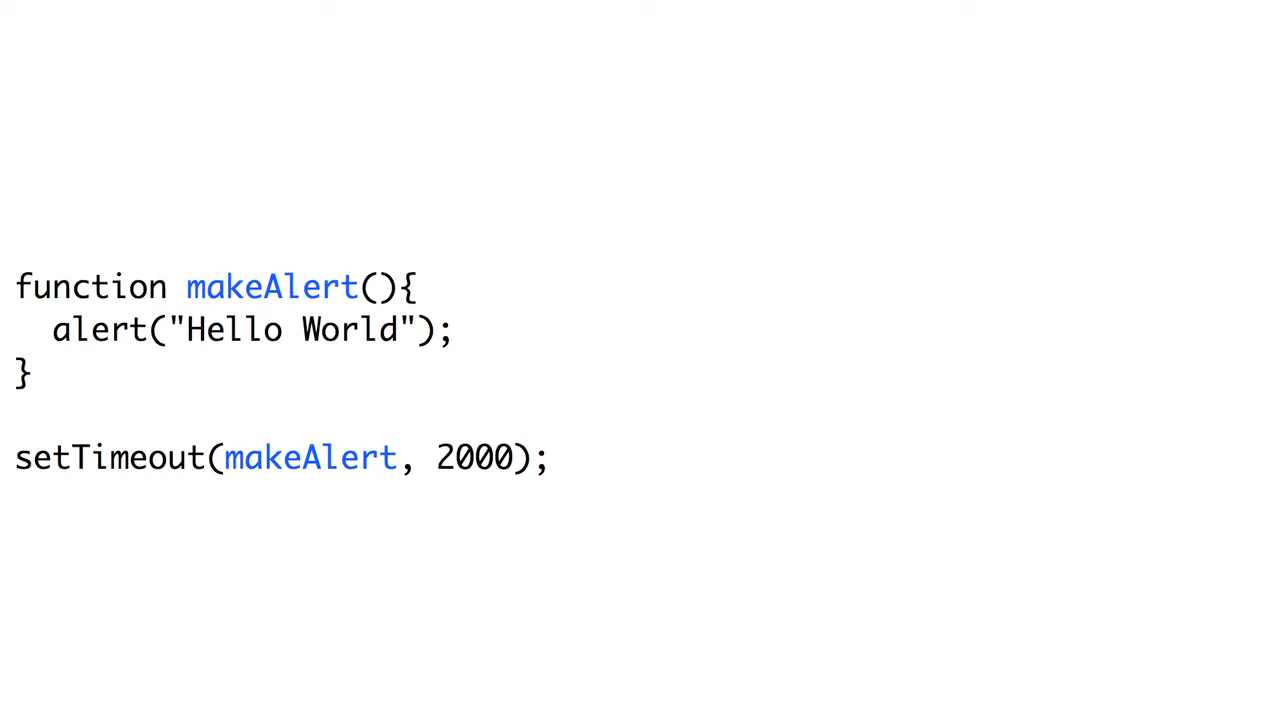 function makeAlert(){
  alert("Hello World");
}
setTimeout(makeAlert, 2000);